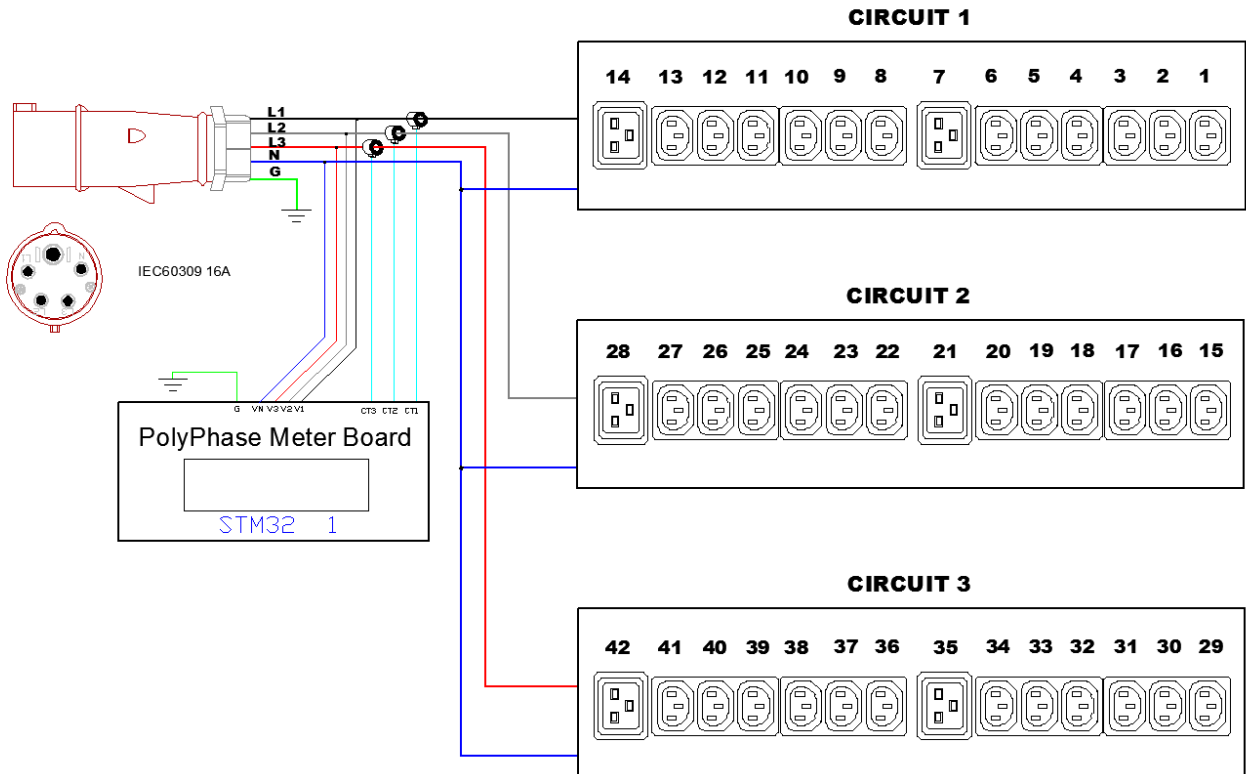 CIRCUIT 1
14 13 12 11 10 9 8 7 6 5 4 3 2 1
L1
L2
L3
N
G
IEC60309 16A
CIRCUIT 2
28 27 26 25 24 23 22 21 20 19 18 17 16 15
G VN V3 V2 V1 CT3 CT2 CT1
PolyPhase Meter Board
STM32 1
CIRCUIT 3
42 41 40 39 38 37 36 35 34 33 32 31 30 29